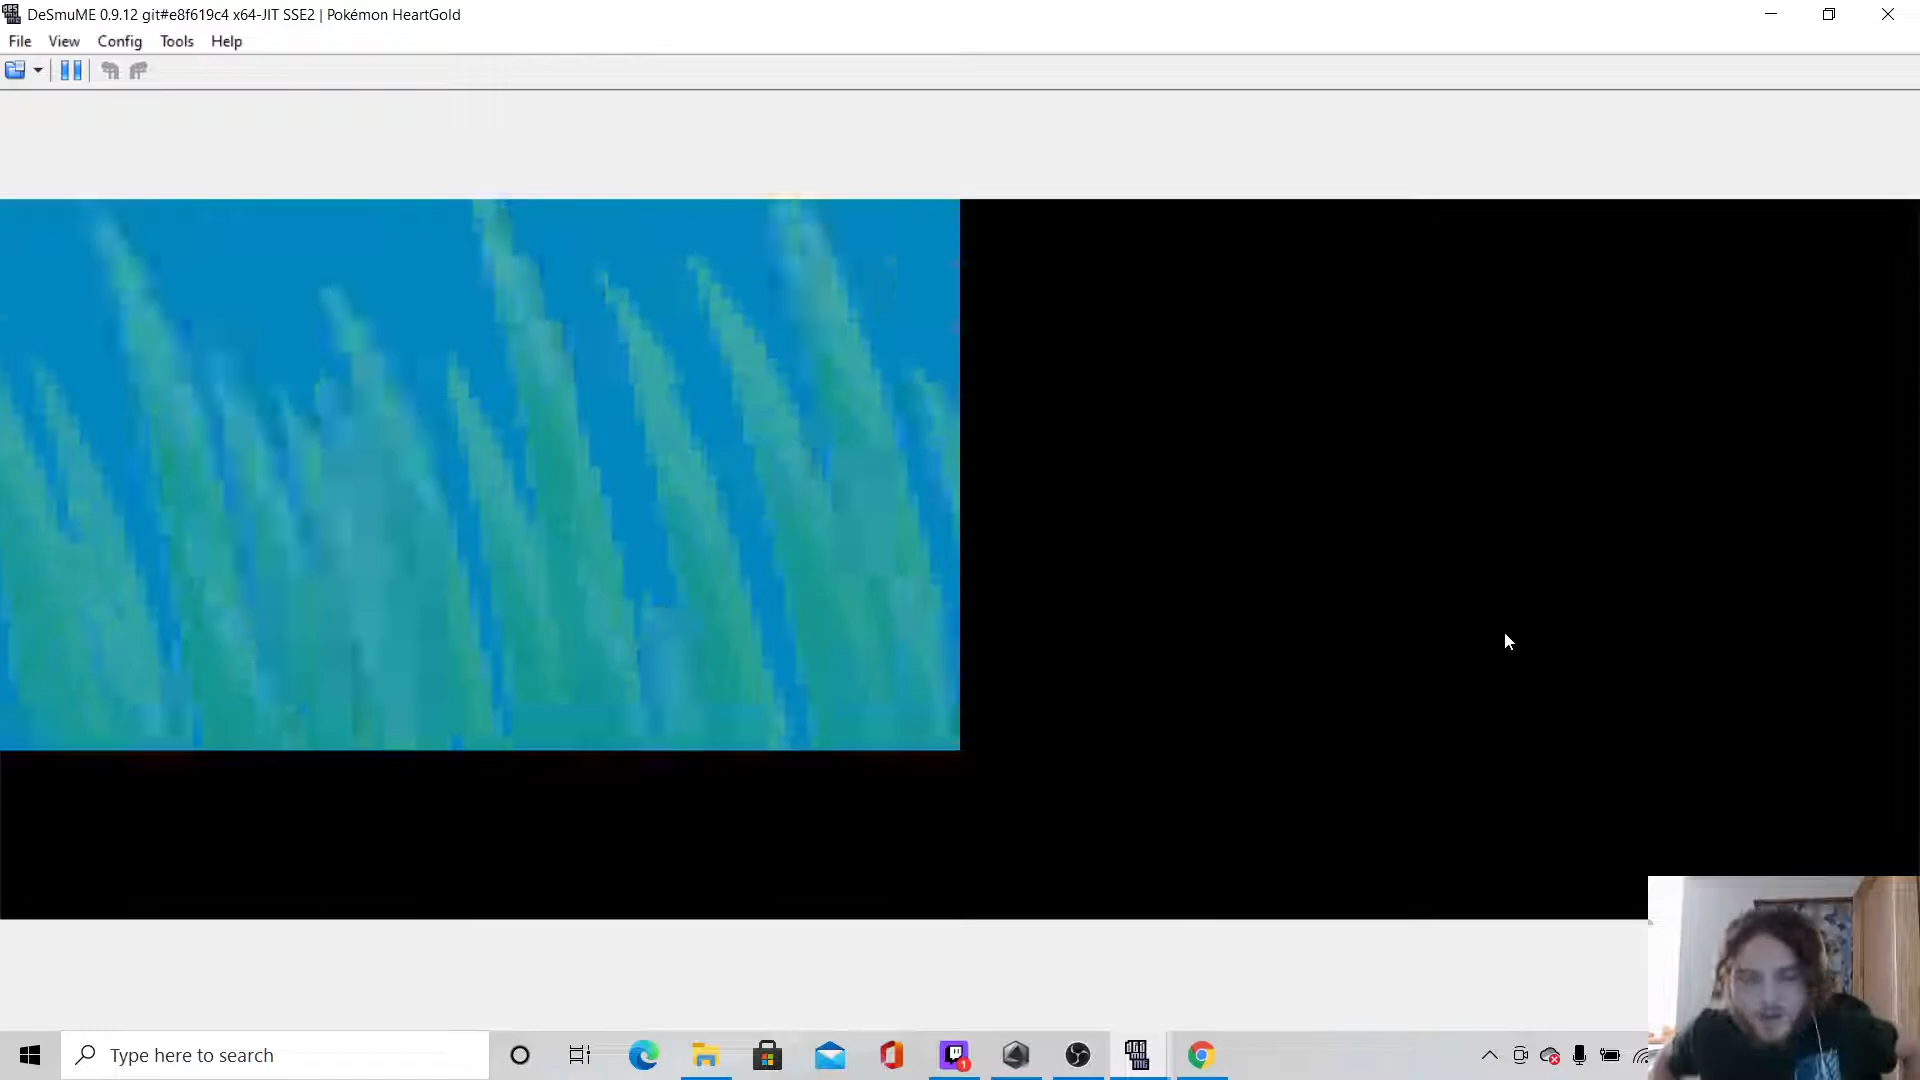 DeSmuME 0.9.12 git#e8f619c4 x64-JIT SSE2 | Pokémon HeartGold
File View Config Tools Help
Type here to search
1